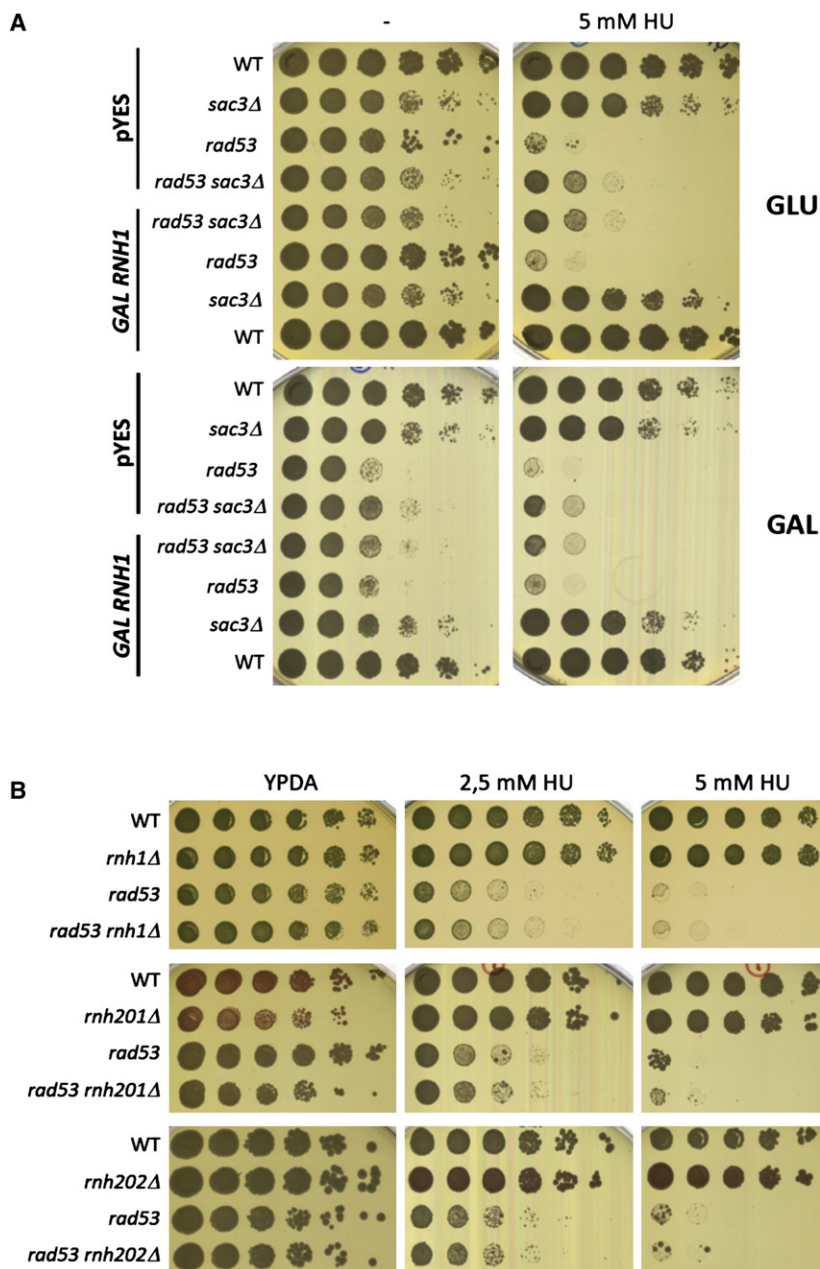 A
- 5 mM HU
pYES
WT
sac3Δ
rad53
rad53 sac3Δ
GAL RNH1
rad53 sac3Δ
rad53
sac3Δ
WT
GLU
pYES
WT
sac3Δ
rad53
rad53 sac3Δ
GAL RNH1
rad53 sac3Δ
rad53
sac3Δ
WT
GAL
B
YPDA 2,5 mM HU 5 mM HU
WT
rnh1Δ
rad53
rad53 rnh1Δ
WT
rnh201Δ
rad53
rad53 rnh201Δ
WT
rnh202Δ
rad53
rad53 rnh202Δ